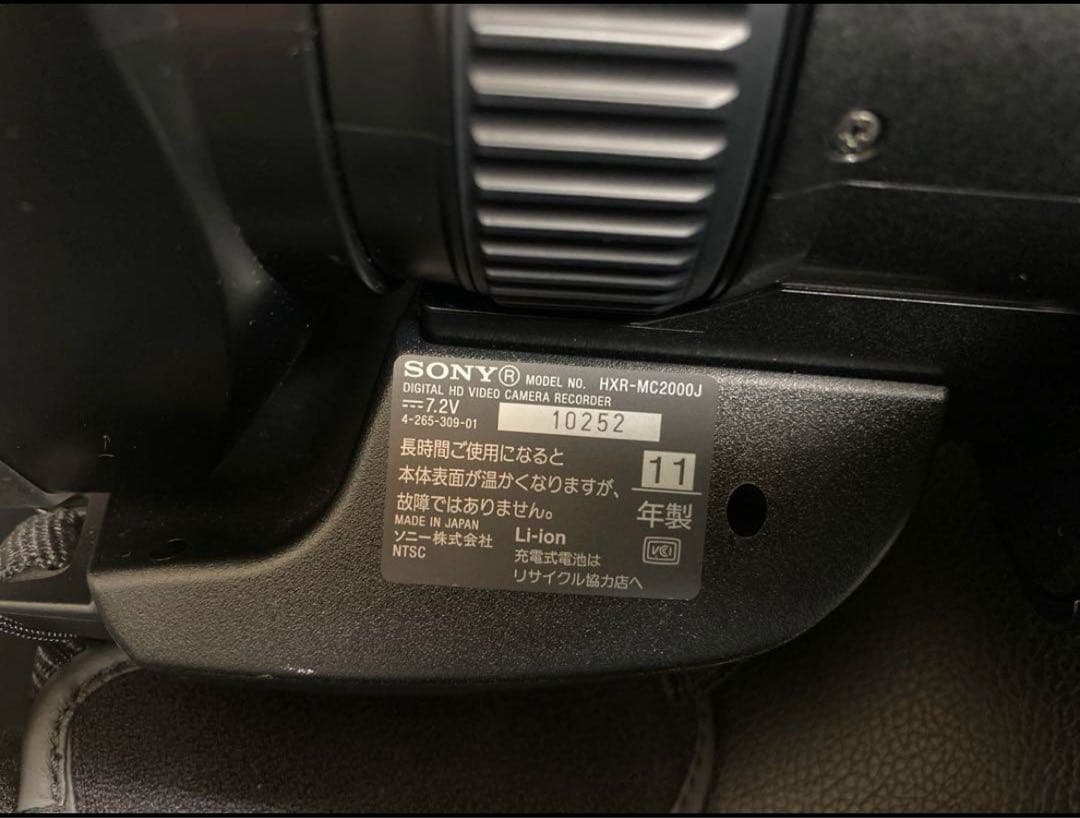 SONY® MODEL NO. HXR-MC2000J
DIGITAL HD VIDEO CAMERA RECORDER
⎓7.2V
4-265-309-01
10252
長時間ご使用になると
本体表面が温かくなりますが、
故障ではありません。
11
年製
MADE IN JAPAN
ソニー株式会社
NTSC
Li-ion
充電式電池は
リサイクル協力店へ
VCI